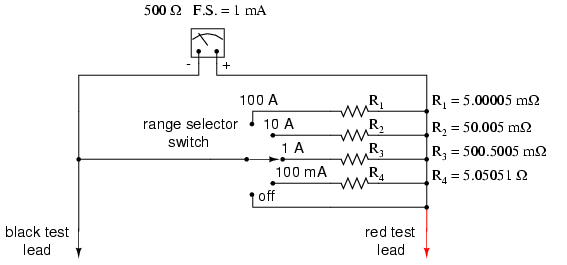 500 Ω F.S. = 1 mA
- +
100 A R1 R1 = 5.00005 mΩ
range selector switch
10 A R2 R2 = 50.005 mΩ
1 A R3 R3 = 500.5005 mΩ
100 mA R4 R4 = 5.05051 Ω
off
black test lead
red test lead